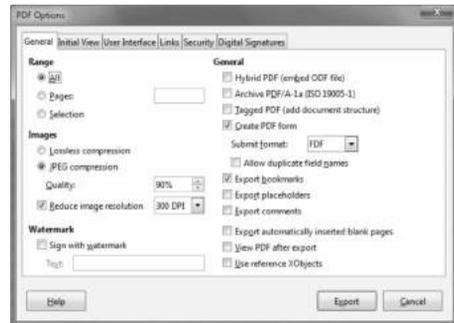 PDF Options
General Initial View User Interface Links Security Digital Signatures
Range
All
Pages:
Selection
Images
Lossless compression
JPEG compression
Quality: 90%
Reduce image resolution 300 DPI
Watermark
Sign with watermark
Text:
General
Hybrid PDF (embed ODF file)
Archive PDF/A-1a (ISO 19005-1)
Tagged PDF (add document structure)
Create PDF form
Submit format: FDF
Allow duplicate field names
Export bookmarks
Export placeholders
Export comments
Export automatically inserted blank pages
View PDF after export
Use reference XObjects
Help Export Cancel